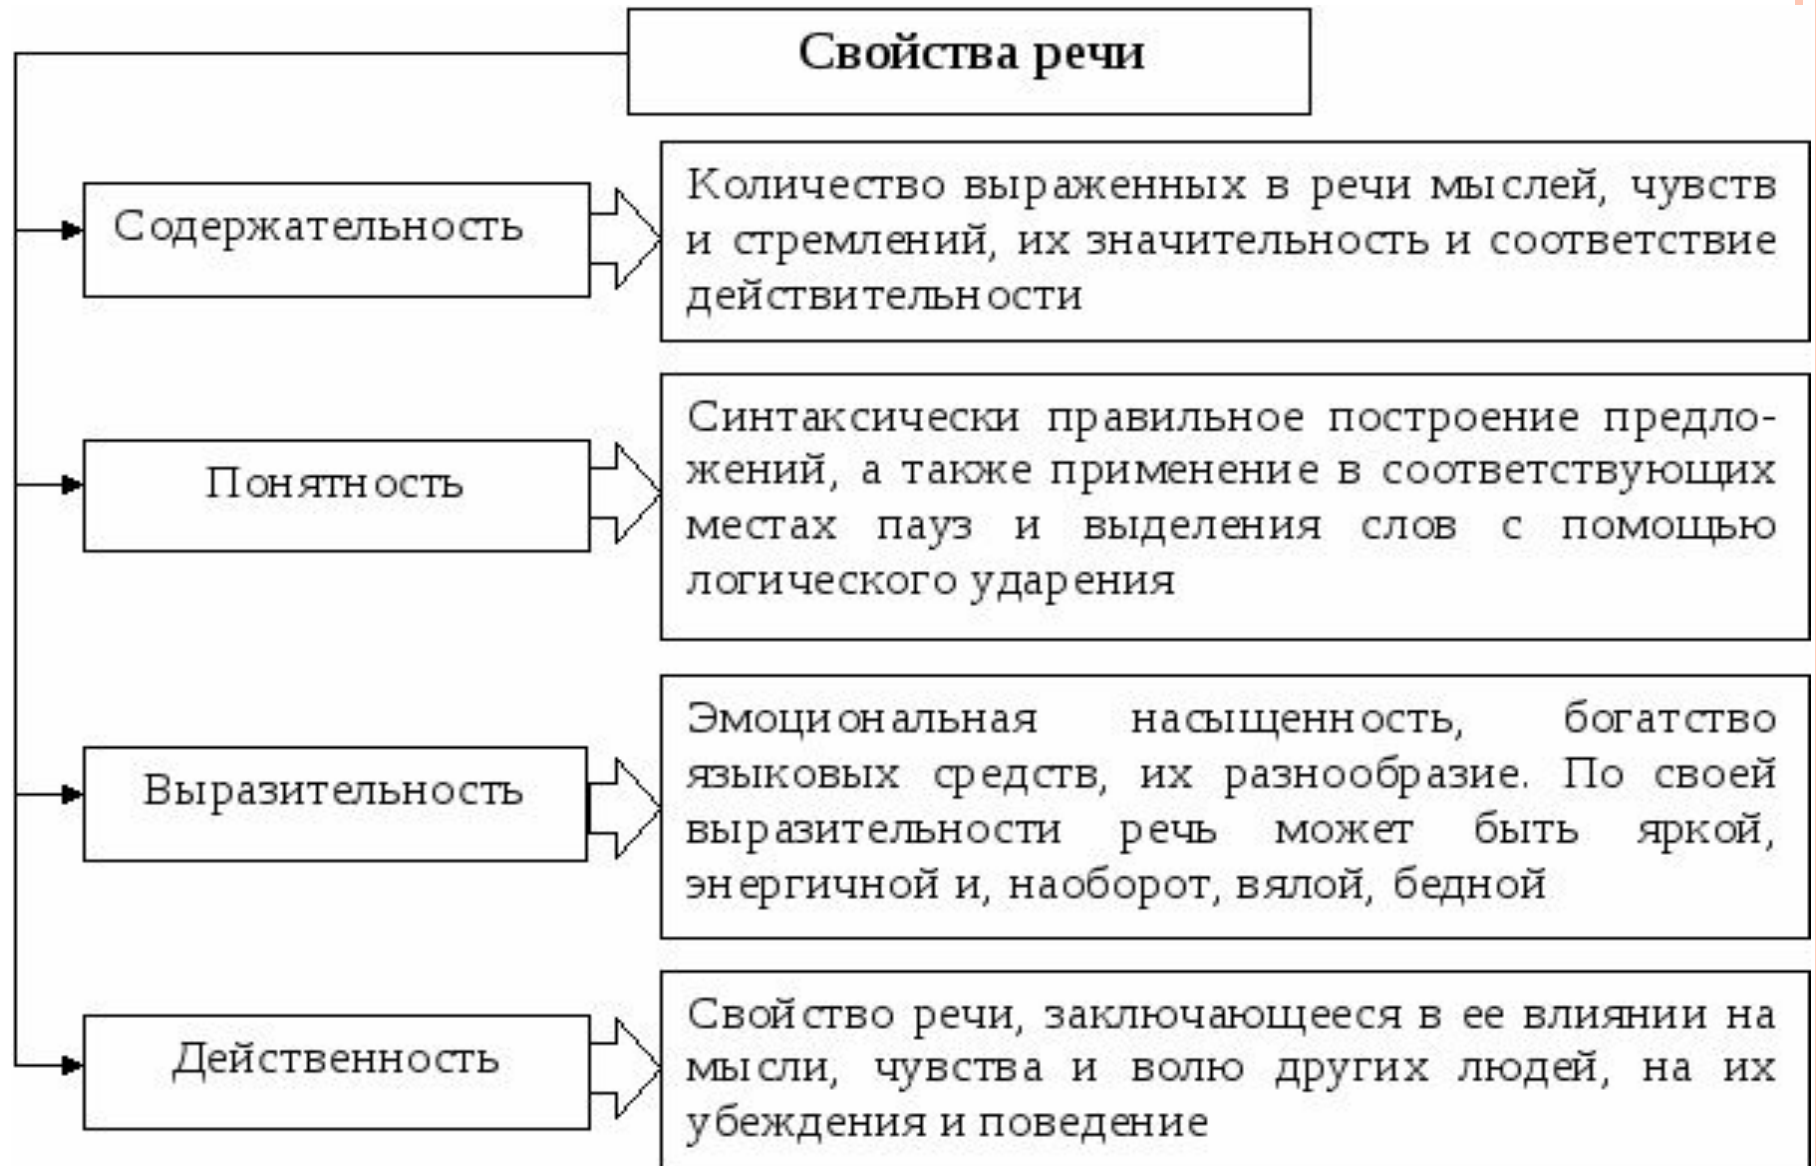 Свойства речи
Содержательность
Количество выраженных в речи мыслей, чувств
и стремлений, их значительность и соответствие
действительности
Понятность
Синтаксически правильное построение предло-
жений, а также применение в соответствующих
местах пауз и выделения слов с помощью
логического ударения
Выразительность
Эмоциональная насыщенность, богатство
языковых средств, их разнообразие. По своей
выразительности речь может быть яркой,
энергичной и, наоборот, вялой, бедной
Действенность
Свойство речи, заключающееся в ее влиянии на
мысли, чувства и волю других людей, на их
убеждения и поведение